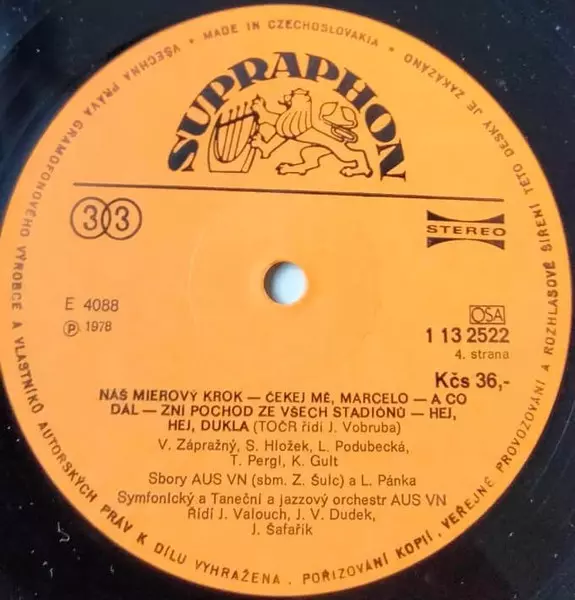 VŠECHNA PRÁVA GRAMOFONOVÉHO VÝROBCE A VLASTNÍKŮ AUTORSKÝCH PRÁV K DÍLU VYHRAŽENA . POŘIZOVÁNÍ KOPIÍ . VEŘEJNÉ PROVOZOVÁNÍ A ROZHLASOVÉ ŠÍŘENÍ TÉTO DESKY JE ZAKÁZÁNO
• MADE IN CZECHOSLOVAKIA •
SUPRAPHON
33
STEREO
E 4088
Ⓟ 1978
OSA
1 13 2522
4. strana
Kčs 36,-
NÁŠ MIEROVÝ KROK — ČEKEJ MĚ, MARCELO — A CO
DÁL — ZNÍ POCHOD ZE VŠECH STADIÓNŮ — HEJ,
HEJ, DUKLA (TOČR řídí J. Vobruba)
V. Zápražný, S. Hložek, L. Podubecká,
T. Pergl, K. Gult
Sbory AUS VN (sbm. Z. Šulc) a L. Pánka
Symfonický a Taneční a jazzový orchestr AUS VN
Řídí J. Valouch, J. V. Dudek,
J. Šafařík